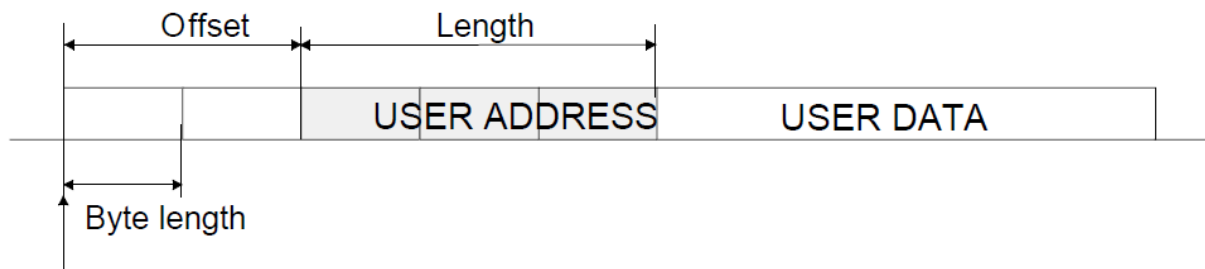 Offset
Length
USER ADDRESS
USER DATA
Byte length